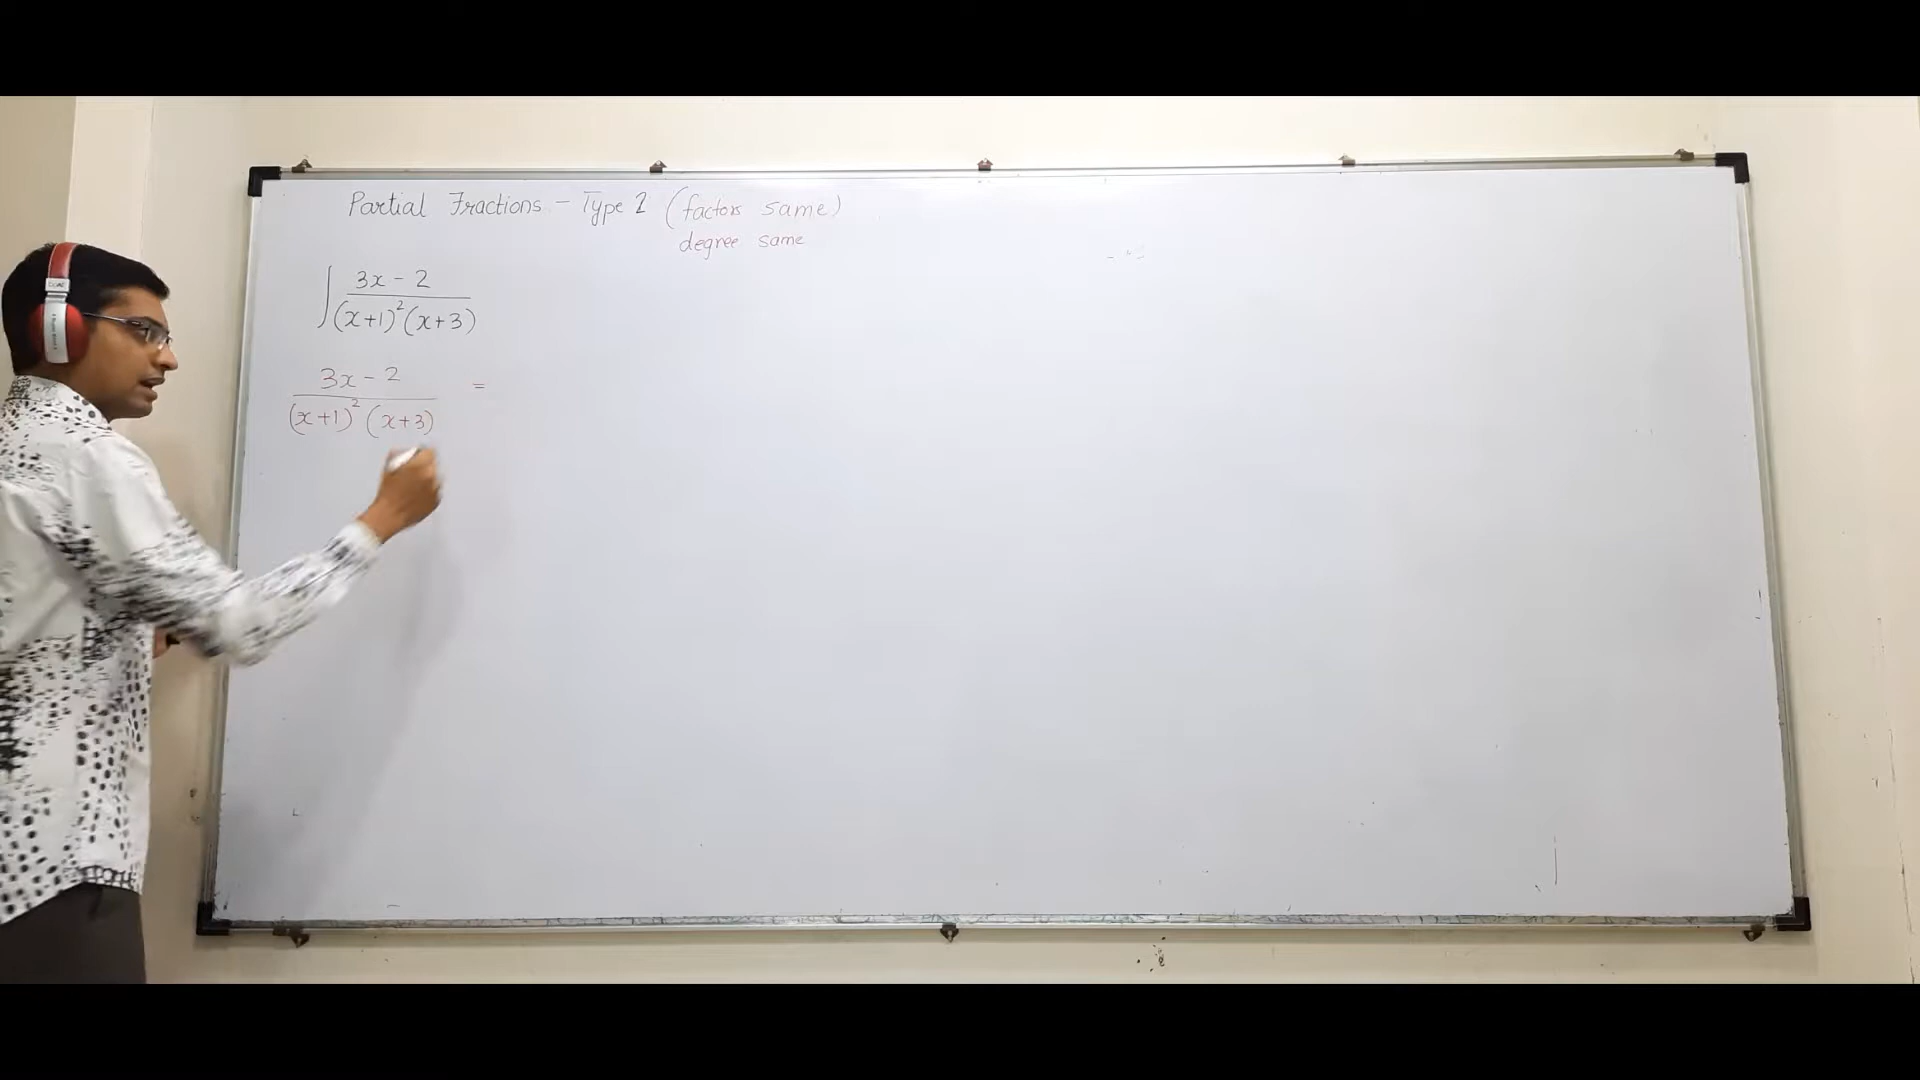 Partial Fractions - Type 2 (factors same)
degree same
∫ 3x - 2
(x+1)² (x+3)
3x - 2 =
(x+1)² (x+3)